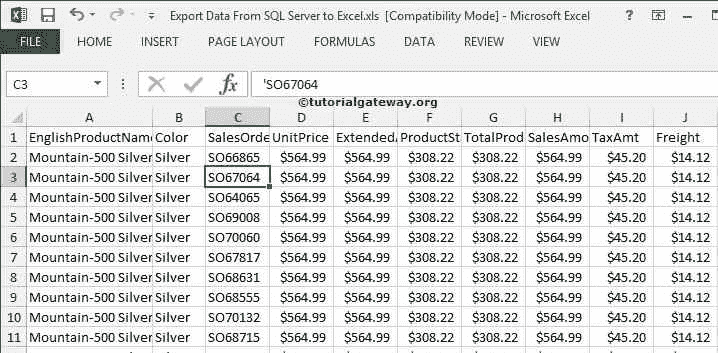 Export Data From SQL Server to Excel.xls [Compatibility Mode] - Microsoft Excel ?
FILE HOME INSERT PAGE LAYOUT FORMULAS DATA REVIEW VIEW
C3 fx 'SO67064
©tutorialgateway.org
A B C D E F G H I J
1 EnglishProductName Color SalesOrde UnitPrice ExtendedA ProductSt TotalProd SalesAmo TaxAmt Freight
2 Mountain-500 Silver Silver SO66865 $564.99 $564.99 $308.22 $308.22 $564.99 $45.20 $14.12
3 Mountain-500 Silver Silver SO67064 $564.99 $564.99 $308.22 $308.22 $564.99 $45.20 $14.12
4 Mountain-500 Silver Silver SO64065 $564.99 $564.99 $308.22 $308.22 $564.99 $45.20 $14.12
5 Mountain-500 Silver Silver SO69008 $564.99 $564.99 $308.22 $308.22 $564.99 $45.20 $14.12
6 Mountain-500 Silver Silver SO70060 $564.99 $564.99 $308.22 $308.22 $564.99 $45.20 $14.12
7 Mountain-500 Silver Silver SO67817 $564.99 $564.99 $308.22 $308.22 $564.99 $45.20 $14.12
8 Mountain-500 Silver Silver SO68631 $564.99 $564.99 $308.22 $308.22 $564.99 $45.20 $14.12
9 Mountain-500 Silver Silver SO68555 $564.99 $564.99 $308.22 $308.22 $564.99 $45.20 $14.12
10 Mountain-500 Silver Silver SO70132 $564.99 $564.99 $308.22 $308.22 $564.99 $45.20 $14.12
11 Mountain-500 Silver Silver SO68715 $564.99 $564.99 $308.22 $308.22 $564.99 $45.20 $14.12